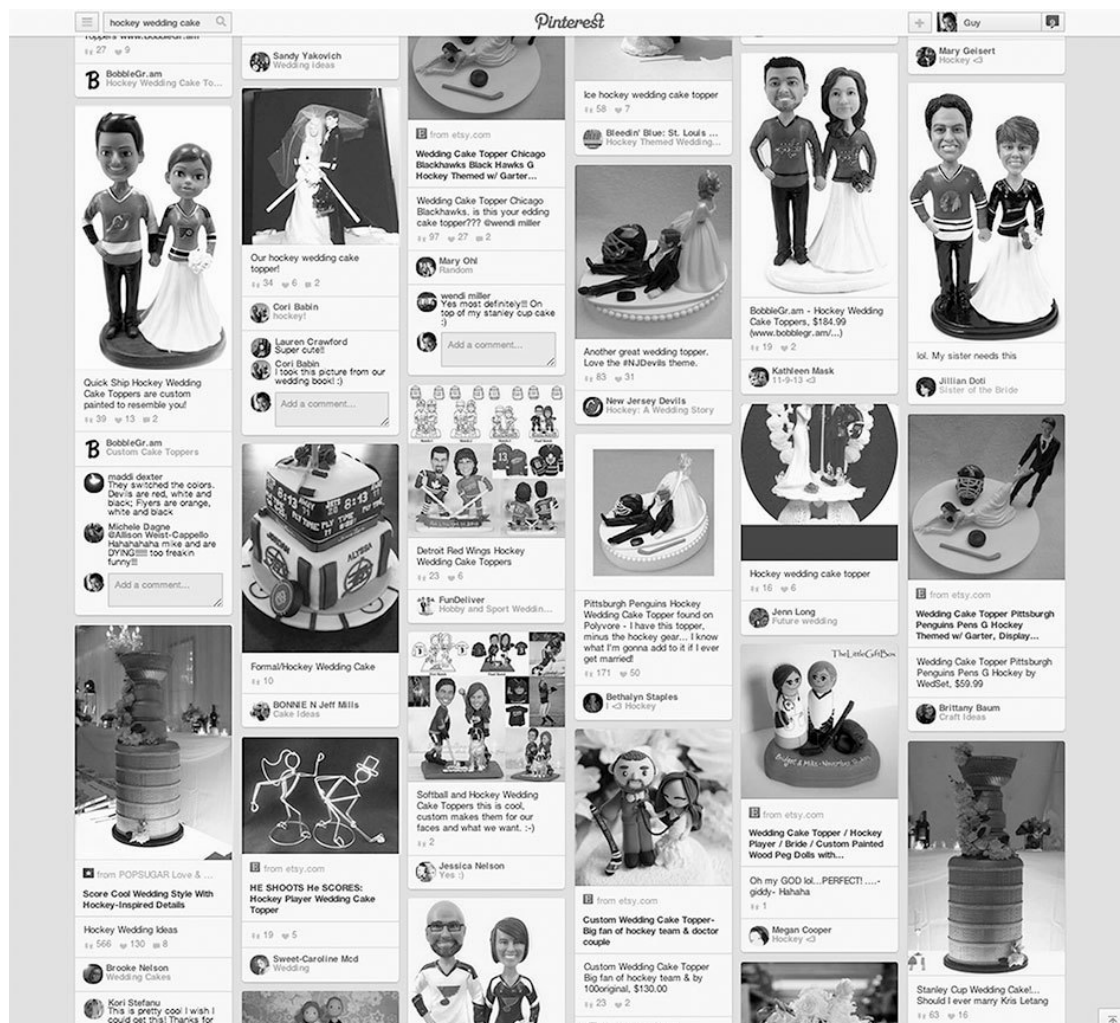 hockey wedding cake
Pinterest
Guy
27 9
BobbleGr.am
Hockey Wedding Cake To...
Quick Ship Hockey Wedding
Cake Toppers are custom
painted to resemble you!
39 13 2
BobbleGr.am
Custom Cake Toppers
maddi dexter
They switched the colors.
Devils are red, white and
black; Flyers are orange,
white and black
Michele Dagne
@Allison Weist-Cappello
Hahahahaha mike and are
DYING!!!!! too freakin
funny!!!
Add a comment...
from POPSUGAR Love & ...
Score Cool Wedding Style With
Hockey-Inspired Details
Hockey Wedding Ideas
566 130 8
Brooke Nelson
Wedding Cakes
Kori Stefanu
This is pretty cool I wish I
could get this! Thanks for
Sandy Yakovich
Wedding ideas
Our hockey wedding cake
topper!
34 6 2
Cori Babin
hockey!
Lauren Crawford
Super cute!!
Cori Babin
I took this picture from our
wedding book! :)
Add a comment...
8:13
ALYSSA
Formal/Hockey Wedding Cake
10
BONNIE N Jeff Mills
Cake Ideas
from etsy.com
HE SHOOTS He SCORES:
Hockey Player Wedding Cake
Topper
19 5
Sweet-Caroline Mcd
Wedding
from etsy.com
Wedding Cake Topper Chicago
Blackhawks Black Hawks G
Hockey Themed w/ Garter...
Wedding Cake Topper Chicago
Blackhawks. is this your edding
cake topper??? @wendi miller
97 27 2
Mary Ohl
Random
wendi miller
Yes most definitely!!! On
top of my stanley cup cake
:)
Add a comment...
Detroit Red Wings Hockey
Wedding Cake Toppers
23 6
FunDeliver
Hobby and Sport Weddin...
Softball and Hockey Wedding
Cake Toppers this is cool,
custom makes them for our
faces and what we want. :-)
2
Jessica Nelson
Yes :)
Ice hockey wedding cake topper
58 7
Bleedin' Blue: St. Louis ...
Hockey Themed Wedding...
Another great wedding topper.
Love the #NJDevils theme.
83 31
New Jersey Devils
Hockey: A Wedding Story
Pittsburgh Penguins Hockey
Wedding Cake Topper found on
Polyvore - I have this topper,
minus the hockey gear... I know
what I'm gonna add to it if I ever
get married!
171 50
Bethalyn Staples
I <3 Hockey
from etsy.com
Custom Wedding Cake Topper-
Big fan of hockey team & doctor
couple
Custom Wedding Cake Topper
Big fan of hockey team & by
100original, $130.00
23 2
BobbleGr.am - Hockey Wedding
Cake Toppers, $184.99
(www.bobblegr.am/...)
19 2
Kathleen Mask
11-9-13 <3
Hockey wedding cake topper
16 6
Jenn Long
Future wedding
TheLittleGiftBox
from etsy.com
Wedding Cake Topper / Hockey
Player / Bride / Custom Painted
Wood Peg Dolls with...
Oh my GOD lol...PERFECT! ....-
giddy- Hahaha
1
Megan Cooper
Hockey <3
Mary Geisert
Hockey <3
lol. My sister needs this
Jillian Doti
Sister of the Bride
from etsy.com
Wedding Cake Topper Pittsburgh
Penguins Pens G Hockey
Themed w/ Garter, Display...
Wedding Cake Topper Pittsburgh
Penguins Pens G Hockey by
WedSet, $59.99
Brittany Baum
Craft Ideas
Stanley Cup Wedding Cake!...
Should I ever marry Kris Letang
63 16